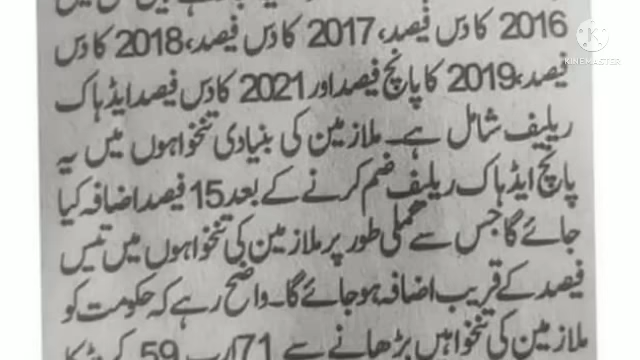 2016 کا دس فیصد، 2017 کا دس فیصد، 2018 کا دس
فیصد، 2019 کا پانچ فیصد اور 2021 کا دس فیصد ایڈہاک
ریلیف شامل ہے۔ ملازمین کی بنیادی تنخواہوں میں یہ
پانچ ایڈہاک ریلیف ضم کرنے کے بعد 15 فیصد اضافہ کیا
جائے گا جس سے عملی طور پر ملازمین کی تنخواہوں میں تیس
فیصد کے قریب اضافہ ہو جائے گا۔ واضح رہے کہ حکومت کو
ملازمین کی تنخواہیں بڑھانے سے 71 ارب 59
KINEMASTER